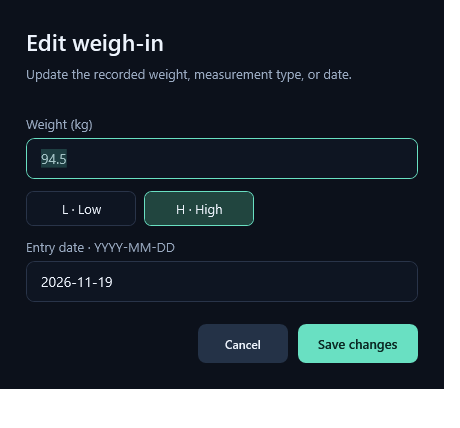 Edit weigh-in
Update the recorded weight, measurement type, or date.
Weight (kg)
94.5
L · Low
H · High
Entry date · YYYY-MM-DD
2026-11-19
Cancel
Save changes